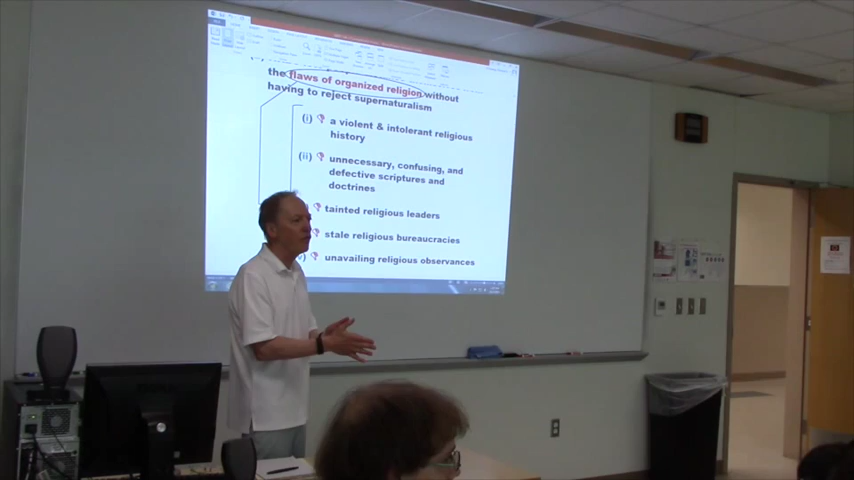 the flaws of organized religion without
having to reject supernaturalism
(i) a violent & intolerant religious
history
(ii) unnecessary, confusing, and
defective scriptures and
doctrines
tainted religious leaders
stale religious bureaucracies
unavailing religious observances